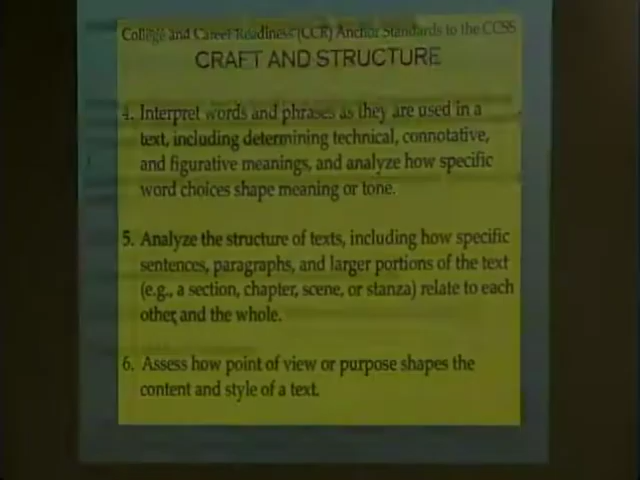 College and Career Readiness (CCR) Anchor Standards to the CCSS
CRAFT AND STRUCTURE
4. Interpret words and phrases as they are used in a
text, including determining technical, connotative,
and figurative meanings, and analyze how specific
word choices shape meaning or tone.
5. Analyze the structure of texts, including how specific
sentences, paragraphs, and larger portions of the text
(e.g., a section, chapter, scene, or stanza) relate to each
other, and the whole.
6. Assess how point of view or purpose shapes the
content and style of a text.